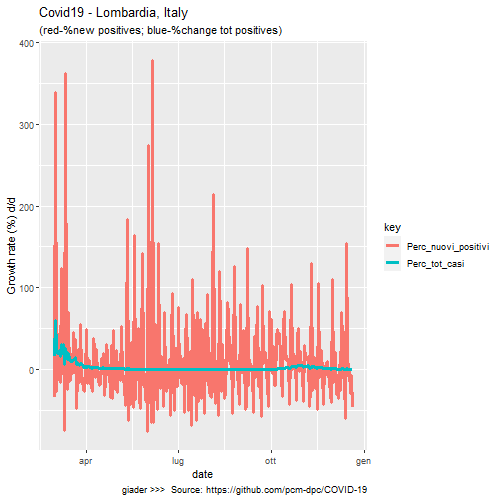 Covid19 - Lombardia, Italy
(red-%new positives; blue-%change tot positives)
400
300
200
100
0
Growth rate (%) d/d
apr
lug
ott
gen
date
key
Perc_nuovi_positivi
Perc_tot_casi
giader >>> Source: https://github.com/pcm-dpc/COVID-19